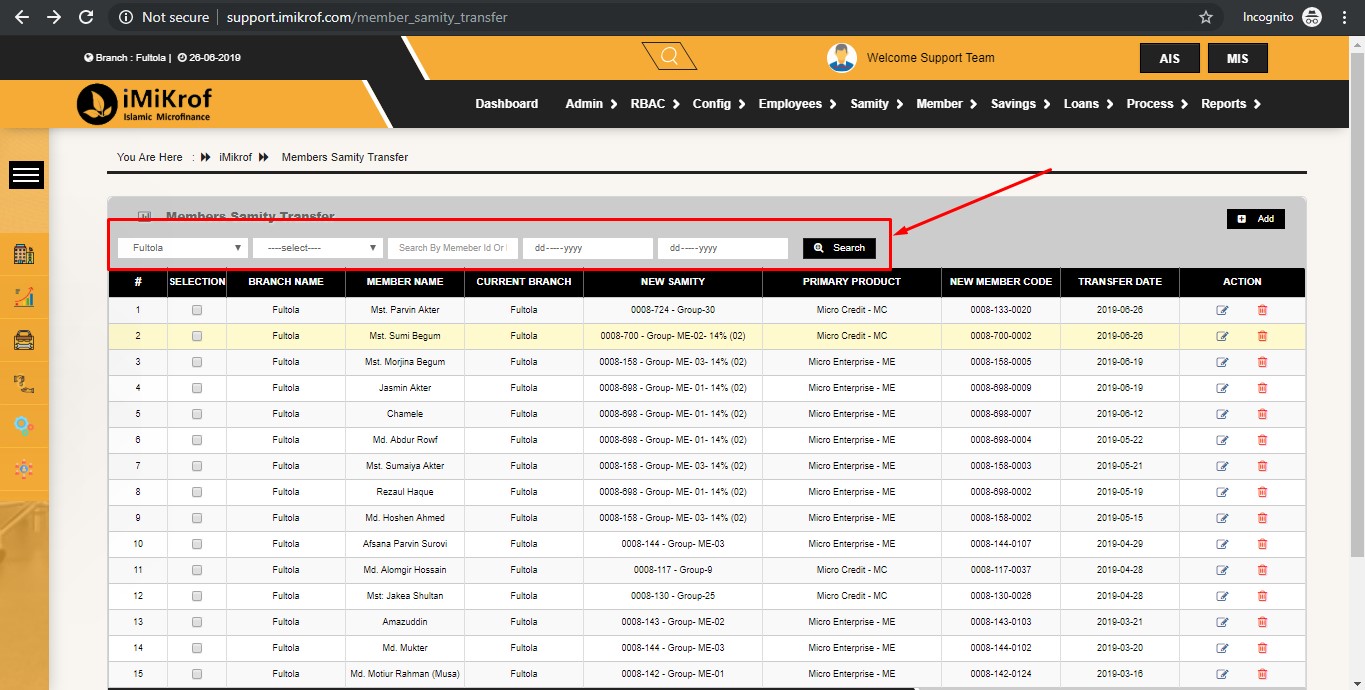 Not secure support.imikrof.com/member_samity_transfer Incognito
Branch : Fultola | 26-06-2019 Welcome Support Team AIS MIS
iMiKrof
Islamic Microfinance
Dashboard Admin RBAC Config Employees Samity Member Savings Loans Process Reports
You Are Here : iMikrof Members Samity Transfer
Members Samity Transfer Add
Fultola ----select---- Search By Memeber Id Or dd-----yyyy dd-----yyyy Search
# SELECTION BRANCH NAME MEMBER NAME CURRENT BRANCH NEW SAMITY PRIMARY PRODUCT NEW MEMBER CODE TRANSFER DATE ACTION
1 Fultola Mst. Parvin Akter Fultola 0008-724 - Group-30 Micro Credit - MC 0008-133-0020 2019-06-26
2 Fultola Mst. Sumi Begum Fultola 0008-700 - Group- ME-02- 14% (02) Micro Credit - MC 0008-700-0002 2019-06-26
3 Fultola Mst. Morjina Begum Fultola 0008-158 - Group- ME- 03- 14% (02) Micro Enterprise - ME 0008-158-0005 2019-06-19
4 Fultola Jasmin Akter Fultola 0008-698 - Group- ME- 01- 14% (02) Micro Enterprise - ME 0008-698-0009 2019-06-19
5 Fultola Chamele Fultola 0008-698 - Group- ME- 01- 14% (02) Micro Enterprise - ME 0008-698-0007 2019-06-12
6 Fultola Md. Abdur Rowf Fultola 0008-698 - Group- ME- 01- 14% (02) Micro Enterprise - ME 0008-698-0004 2019-05-22
7 Fultola Mst. Sumaiya Akter Fultola 0008-158 - Group- ME- 03- 14% (02) Micro Enterprise - ME 0008-158-0003 2019-05-21
8 Fultola Rezaul Haque Fultola 0008-698 - Group- ME- 01- 14% (02) Micro Enterprise - ME 0008-698-0002 2019-05-19
9 Fultola Md. Hoshen Ahmed Fultola 0008-158 - Group- ME- 03- 14% (02) Micro Enterprise - ME 0008-158-0002 2019-05-15
10 Fultola Afsana Parvin Surovi Fultola 0008-144 - Group- ME-03 Micro Enterprise - ME 0008-144-0107 2019-04-29
11 Fultola Md. Alomgir Hossain Fultola 0008-117 - Group-9 Micro Credit - MC 0008-117-0037 2019-04-28
12 Fultola Mst: Jakea Shultan Fultola 0008-130 - Group-25 Micro Credit - MC 0008-130-0026 2019-04-28
13 Fultola Amazuddin Fultola 0008-143 - Group- ME-02 Micro Enterprise - ME 0008-143-0103 2019-03-21
14 Fultola Md. Mukter Fultola 0008-144 - Group- ME-03 Micro Enterprise - ME 0008-144-0102 2019-03-20
15 Fultola Md. Motiur Rahman (Musa) Fultola 0008-142 - Group- ME-01 Micro Enterprise - ME 0008-142-0124 2019-03-16